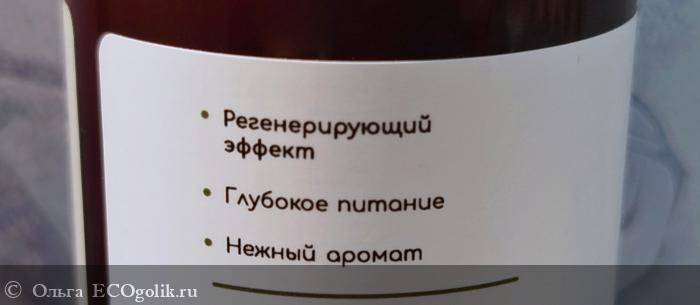 • Регенерирующий
эффект
• Глубокое питание
• Нежный аромат
© Ольга ECOgolik.ru